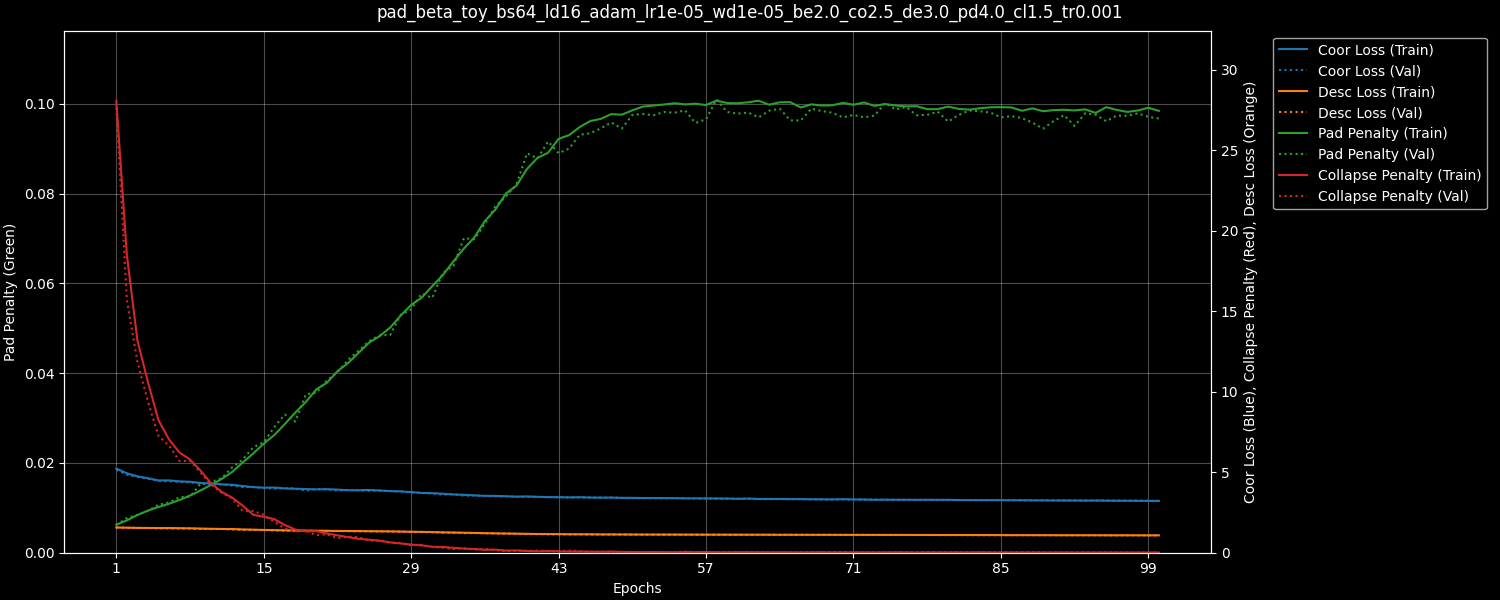 pad_beta_toy_bs64_ld16_adam_lr1e-05_wd1e-05_be2.0_co2.5_de3.0_pd4.0_cl1.5_tr0.001
Pad Penalty (Green)
0.10
0.08
0.06
0.04
0.02
0.00
1
15
29
43
57
71
85
99
Epochs
30
25
20
15
10
5
0
Coor Loss (Blue), Collapse Penalty (Red), Desc Loss (Orange)
Coor Loss (Train)
Coor Loss (Val)
Desc Loss (Train)
Desc Loss (Val)
Pad Penalty (Train)
Pad Penalty (Val)
Collapse Penalty (Train)
Collapse Penalty (Val)